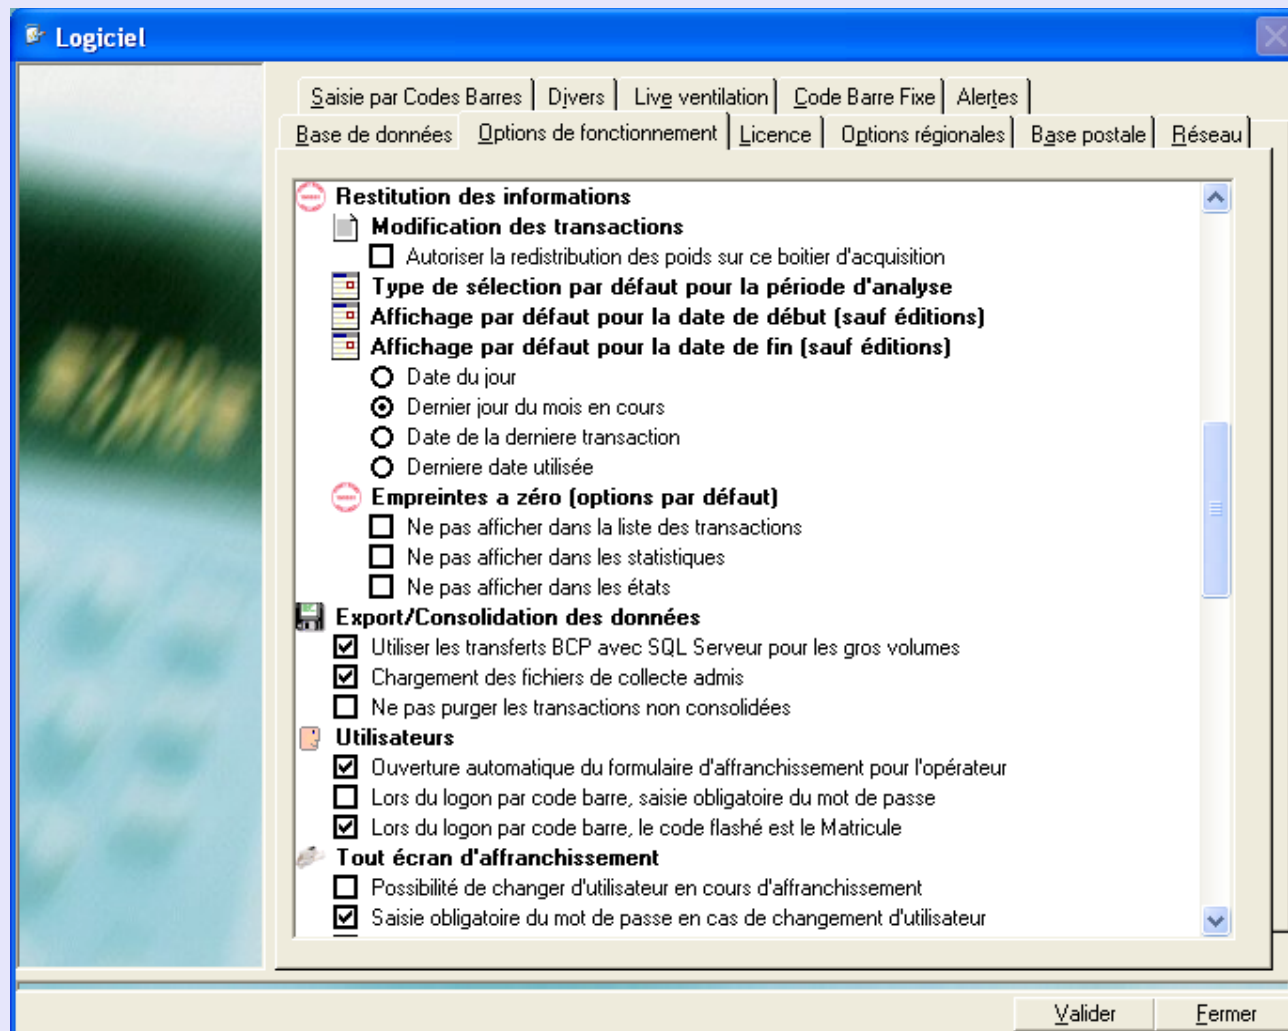 Logiciel
Saisie par Codes Barres Divers Live ventilation Code Barre Fixe Alertes
Base de données Options de fonctionnement Licence Options régionales Base postale Réseau
Restitution des informations
Modification des transactions
Autoriser la redistribution des poids sur ce boitier d'acquisition
Type de sélection par défaut pour la période d'analyse
Affichage par défaut pour la date de début (sauf éditions)
Affichage par défaut pour la date de fin (sauf éditions)
Date du jour
Dernier jour du mois en cours
Date de la derniere transaction
Derniere date utilisée
Empreintes a zéro (options par défaut)
Ne pas afficher dans la liste des transactions
Ne pas afficher dans les statistiques
Ne pas afficher dans les états
Export/Consolidation des données
Utiliser les transferts BCP avec SQL Serveur pour les gros volumes
Chargement des fichiers de collecte admis
Ne pas purger les transactions non consolidées
Utilisateurs
Ouverture automatique du formulaire d'affranchissement pour l'opérateur
Lors du logon par code barre, saisie obligatoire du mot de passe
Lors du logon par code barre, le code flashé est le Matricule
Tout écran d'affranchissement
Possibilité de changer d'utilisateur en cours d'affranchissement
Saisie obligatoire du mot de passe en cas de changement d'utilisateur
Valider Fermer